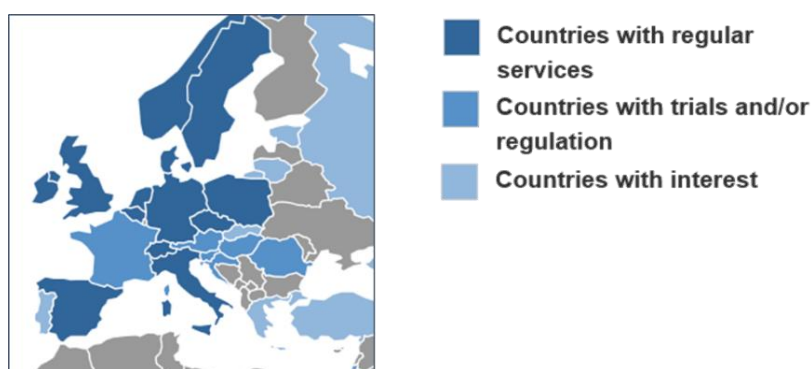 Countries with regular
services
Countries with trials and/or
regulation
Countries with interest